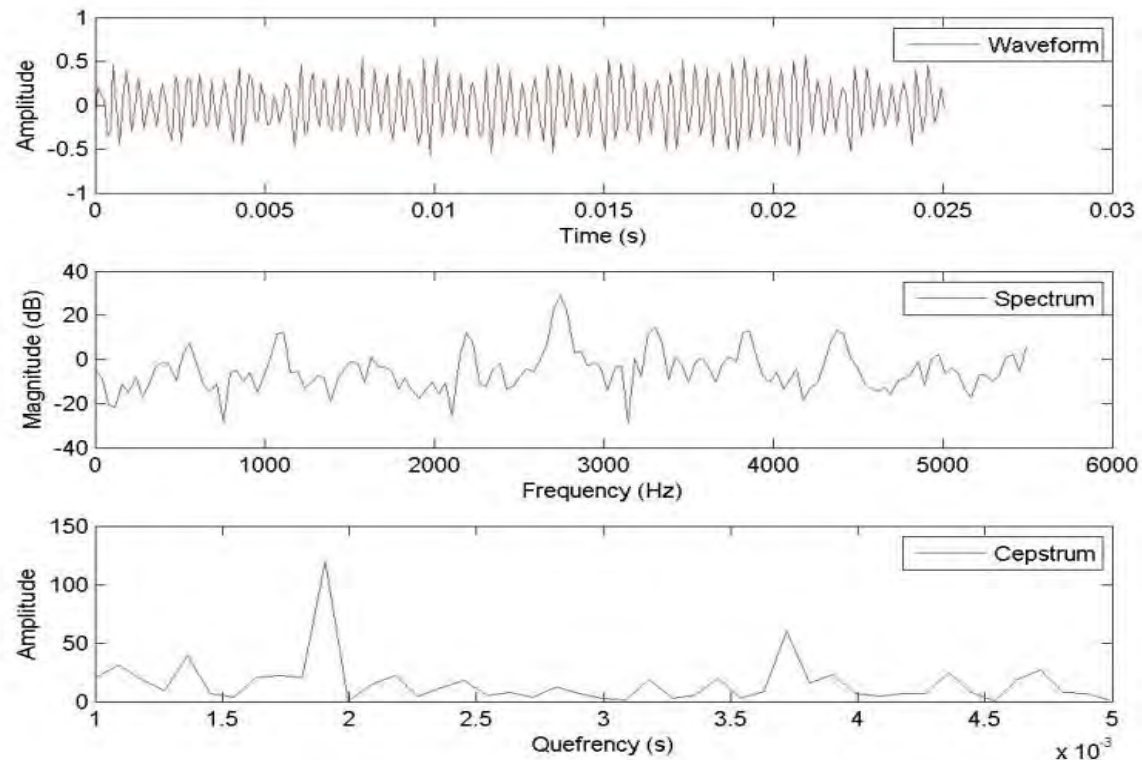 1
0.5
0
-0.5
-1
Amplitude
Waveform
0 0.005 0.01 0.015 0.02 0.025 0.03
Time (s)
40
20
0
-20
-40
Magnitude (dB)
Spectrum
0 1000 2000 3000 4000 5000 6000
Frequency (Hz)
150
100
50
0
Amplitude
Cepstrum
1 1.5 2 2.5 3 3.5 4 4.5 5
Quefrency (s)
x 10-3